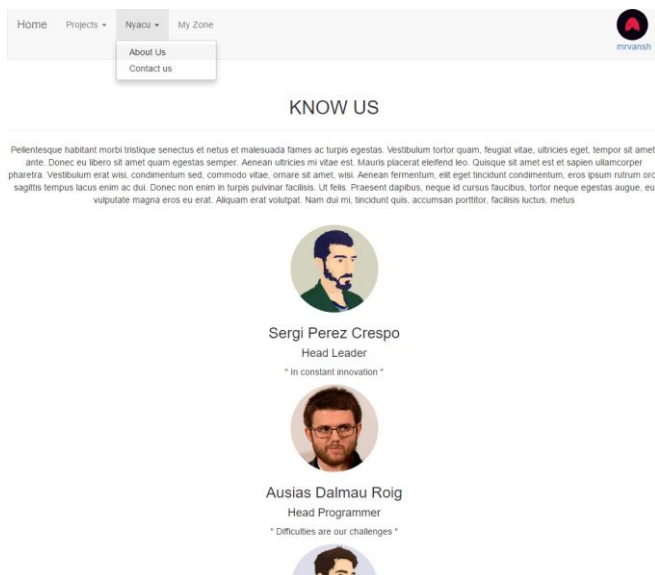 Home Projects Nyacu My Zone
mrvansh
About Us
Contact us
KNOW US
Pellentesque habitant morbi tristique senectus et netus et malesuada fames ac turpis egestas. Vestibulum tortor quam, feugiat vitae, ultricies eget, tempor sit amet
ante. Donec eu libero sit amet quam egestas semper. Aenean ultricies mi vitae est. Mauris placerat eleifend leo. Quisque sit amet est et sapien ullamcorper
pharetra. Vestibulum erat wisi, condimentum sed, commodo vitae, ornare sit amet, wisi. Aenean fermentum, elit eget tincidunt condimentum, eros ipsum rutrum orc
sagittis tempus lacus enim ac dui. Donec non enim in turpis pulvinar facilisis. Ut felis. Praesent dapibus, neque id cursus faucibus, tortor neque egestas augue, eu
vulputate magna eros eu erat. Aliquam erat volutpat. Nam dui mi, tincidunt quis, accumsan porttitor, facilisis luctus, metus
Sergi Perez Crespo
Head Leader
" In constant innovation "
Ausias Dalmau Roig
Head Programmer
" Difficulties are our challenges "